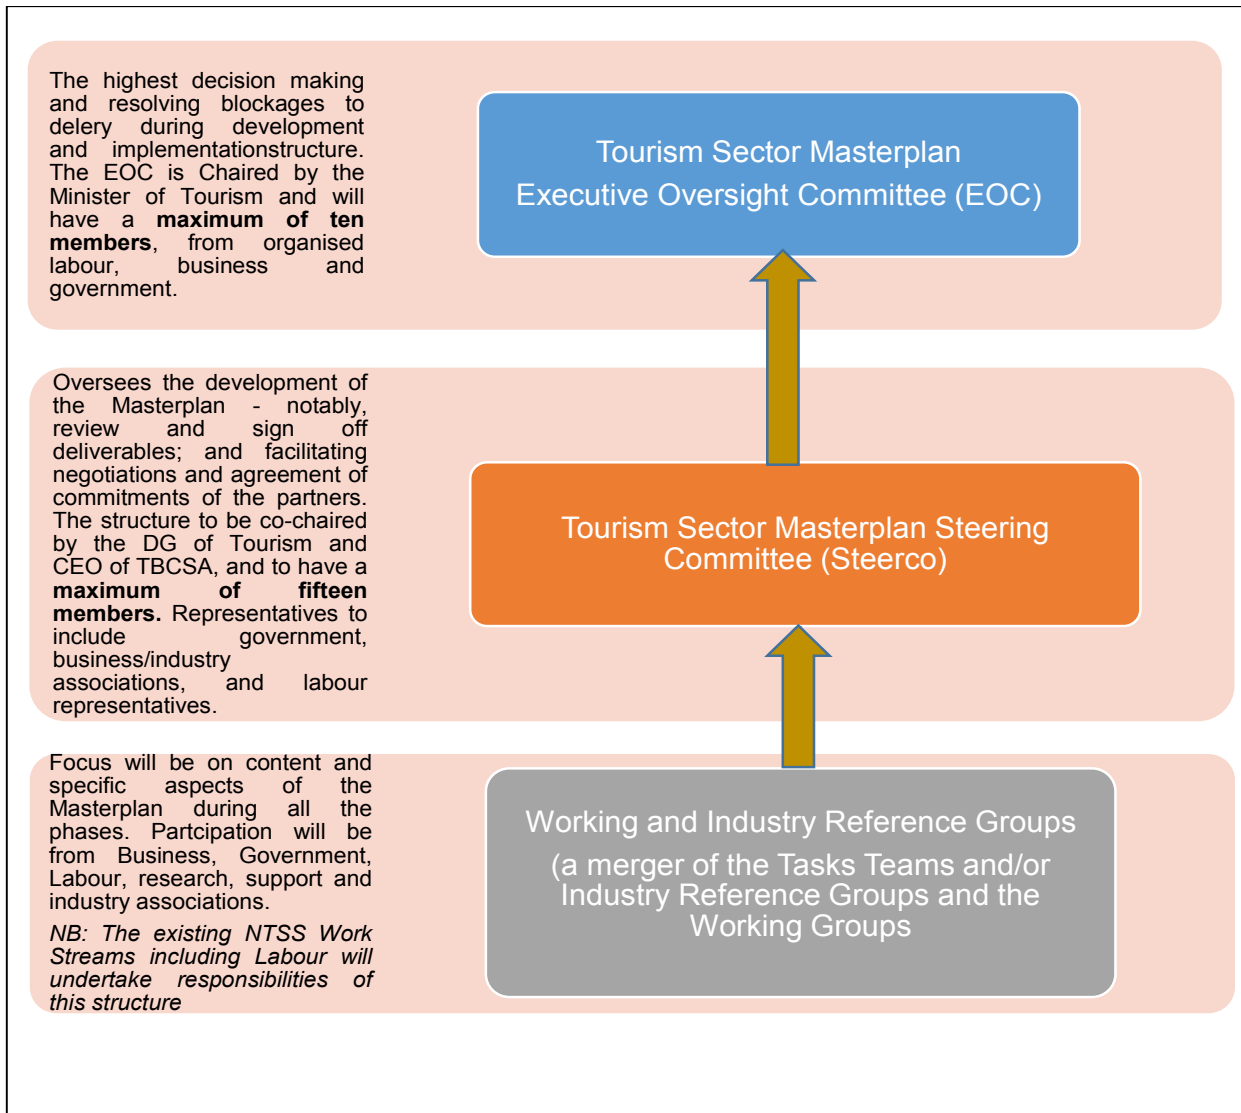 The highest decision making
and resolving blockages to
delery during development
and implementationstructure.
The EOC is Chaired by the
Minister of Tourism and will
have a maximum of ten
members, from organised
labour, business and
government.
Tourism Sector Masterplan
Executive Oversight Committee (EOC)
Oversees the development of
the Masterplan - notably,
review and sign off
deliverables; and facilitating
negotiations and agreement of
commitments of the partners.
The structure to be co-chaired
by the DG of Tourism and
CEO of TBCSA, and to have a
maximum of fifteen
members. Representatives to
include government,
business/industry
associations, and labour
representatives.
Tourism Sector Masterplan Steering
Committee (Steerco)
Focus will be on content and
specific aspects of the
Masterplan during all the
phases. Partcipation will be
from Business, Government,
Labour, research, support and
industry associations.
NB: The existing NTSS Work
Streams including Labour will
undertake responsibilities of
this structure
Working and Industry Reference Groups
(a merger of the Tasks Teams and/or
Industry Reference Groups and the
Working Groups